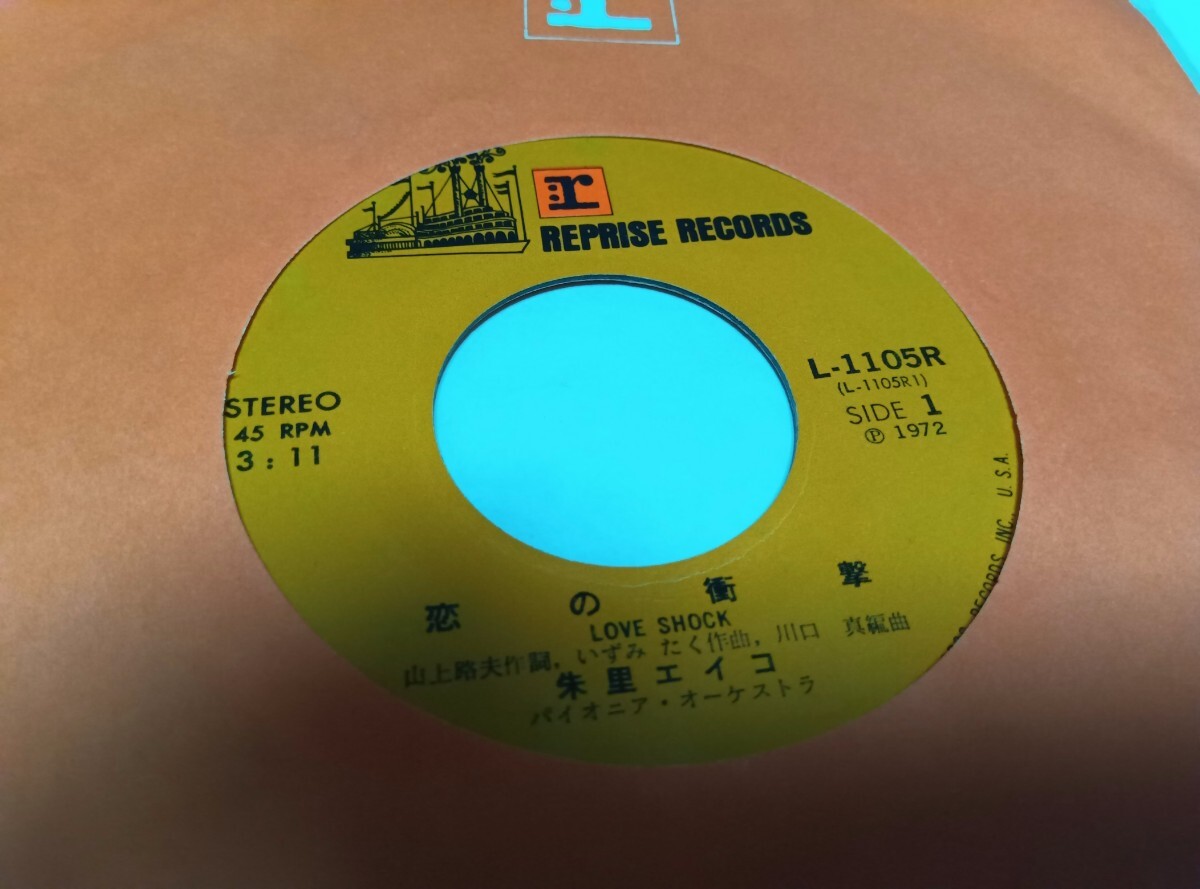 r
REPRISE RECORDS
STEREO
45 RPM
3:11
L-1105R
(L-1105R1)
SIDE 1
Ⓟ 1972
RECORDS INC., U.S.A.
恋の衝撃
LOVE SHOCK
山上路夫作詞, いずみ たく作曲, 川口 真編曲
朱里エイコ
パイオニア・オーケストラ